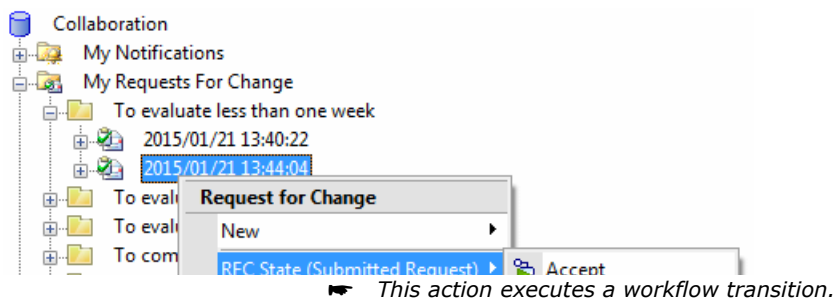 Collaboration
My Notifications
My Requests For Change
To evaluate less than one week
2015/01/21 13:40:22
2015/01/21 13:44:04
To eval
Request for Change
To eval
New
To com
RFC State (Submitted Request)
Accept
This action executes a workflow transition.